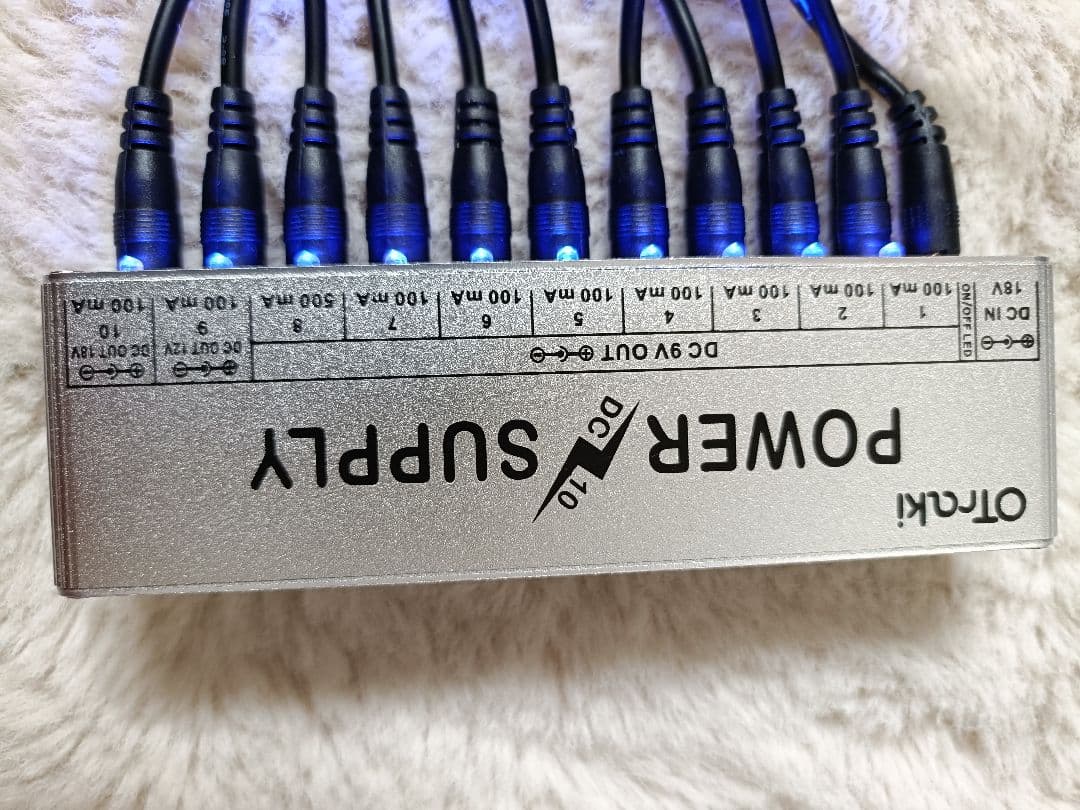 OTraki
POWER DC 10 SUPPLY
DC IN
18V
ON/OFF LED
DC 9V OUT
1 2 3 4 5 6 7 8
100 mA 100 mA 100 mA 100 mA 100 mA 100 mA 100 mA 500 mA
DC OUT 12V
9
100 mA
DC OUT 18V
10
100 mA